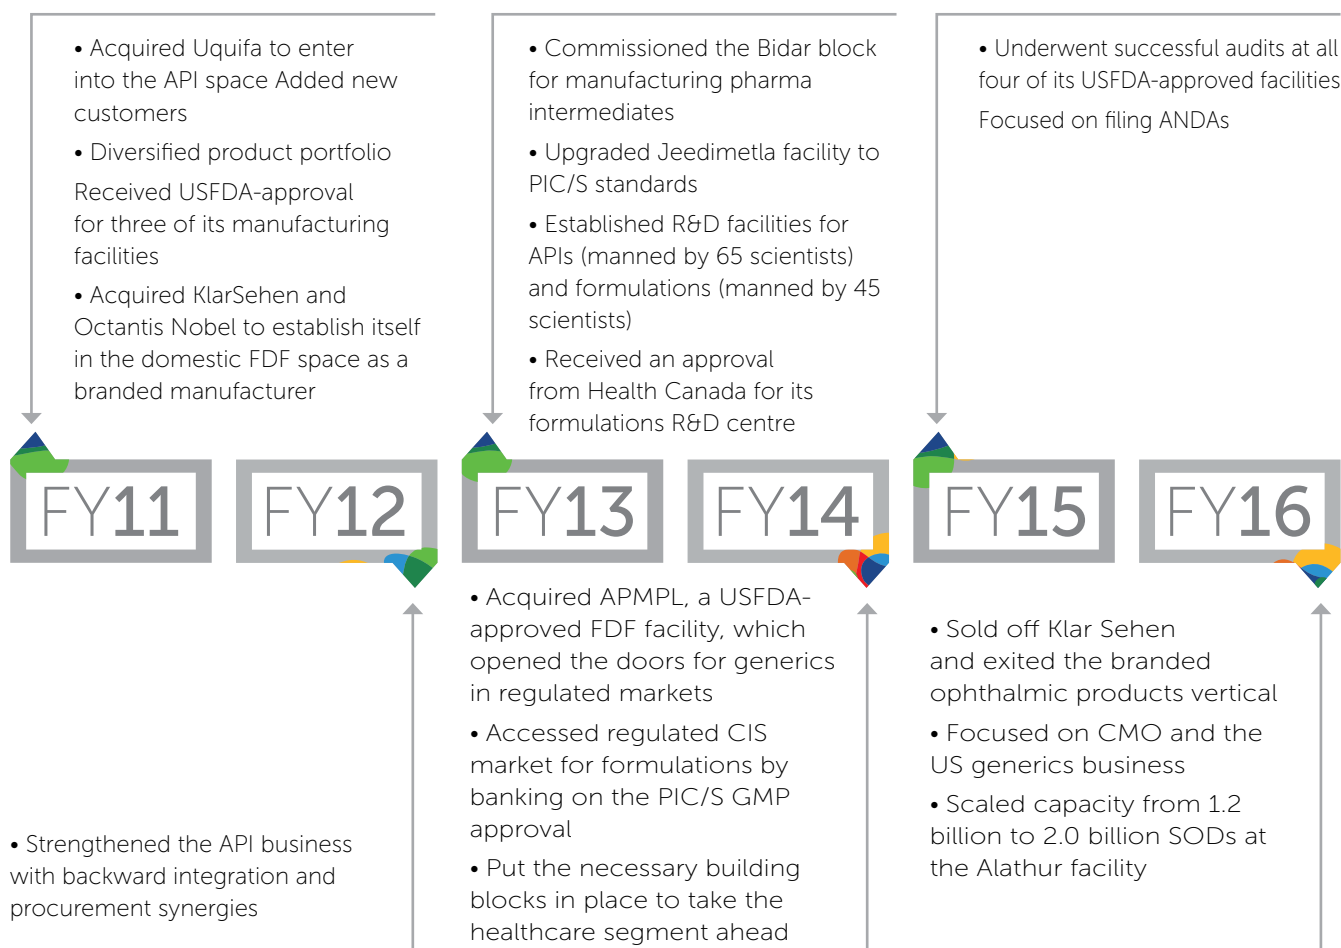 • Acquired Uquifa to enter
into the API space Added new
customers
• Diversified product portfolio
Received USFDA-approval
for three of its manufacturing
facilities
• Acquired KlarSehen and
Octantis Nobel to establish itself
in the domestic FDF space as a
branded manufacturer
• Commissioned the Bidar block
for manufacturing pharma
intermediates
• Upgraded Jeedimetla facility to
PIC/S standards
• Established R&D facilities for
APIs (manned by 65 scientists)
and formulations (manned by 45
scientists)
• Received an approval
from Health Canada for its
formulations R&D centre
• Underwent successful audits at all
four of its USFDA-approved facilities
Focused on filing ANDAs
FY11
FY12
FY13
FY14
FY15
FY16
• Strengthened the API business
with backward integration and
procurement synergies
• Acquired APMPL, a USFDA-
approved FDF facility, which
opened the doors for generics
in regulated markets
• Accessed regulated CIS
market for formulations by
banking on the PIC/S GMP
approval
• Put the necessary building
blocks in place to take the
healthcare segment ahead
• Sold off Klar Sehen
and exited the branded
ophthalmic products vertical
• Focused on CMO and the
US generics business
• Scaled capacity from 1.2
billion to 2.0 billion SODs at
the Alathur facility